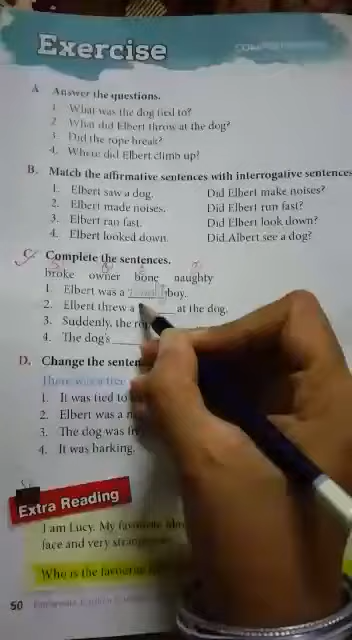 Exercise
A Answer the questions.
1. What was the dog tied to?
2. What did Elbert throw at the dog?
3. Did the rope break?
4. Where did Elbert climb up?
B. Match the affirmative sentences with interrogative sentences
1. Elbert saw a dog. Did Elbert make noises?
2. Elbert made noises. Did Elbert run fast?
3. Elbert ran fast. Did Elbert look down?
4. Elbert looked down. Did Albert see a dog?
C. Complete the sentences.
broke owner bone naughty
1. Elbert was a boy.
2. Elbert threw a ______ at the dog.
3. Suddenly, the
4. The dog's
D. Change the
There was a
1. It was tied to
2. Elbert was a
3. The dog was
4. It was barking.
Extra Reading
I am Lucy. My favourite
face and very
Who is the favourite
50